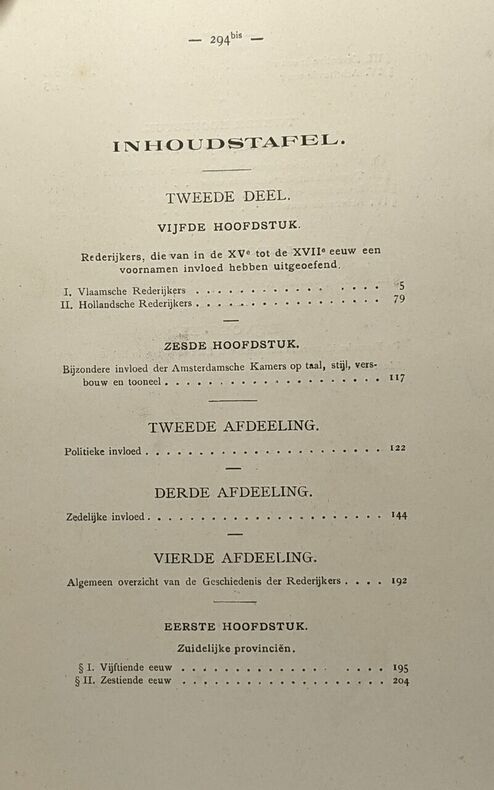 — 294bis —
INHOUDSTAFEL.
TWEEDE DEEL.
VIJFDE HOOFDSTUK.
Rederijkers, die van in de XVe tot de XVIIe eeuw een
voornamen invloed hebben uitgeoefend.
I. Vlaamsche Rederijkers . . . . . . . . . . . . . . . . 5
II. Hollandsche Rederijkers . . . . . . . . . . . . . . . . . . 79
ZESDE HOOFDSTUK.
Bijzondere invloed der Amsterdamsche Kamers op taal, stijl, vers-
bouw en tooneel . . . . . . . . . . . . . . . . . . . . 117
TWEEDE AFDEELING.
Politieke invloed . . . . . . . . . . . . . . . . . . . . . . 122
DERDE AFDEELING.
Zedelijke invloed . . . . . . . . . . . . . . . . . . . . . . 144
VIERDE AFDEELING.
Algemeen overzicht van de Geschiedenis der Rederijkers . . . . 192
EERSTE HOOFDSTUK.
Zuidelijke provinciën.
§ I. Vijftiende eeuw . . . . . . . . . . . . . . . . . . 195
§ II. Zestiende eeuw . . . . . . . . . . . . . . . . . . . 204